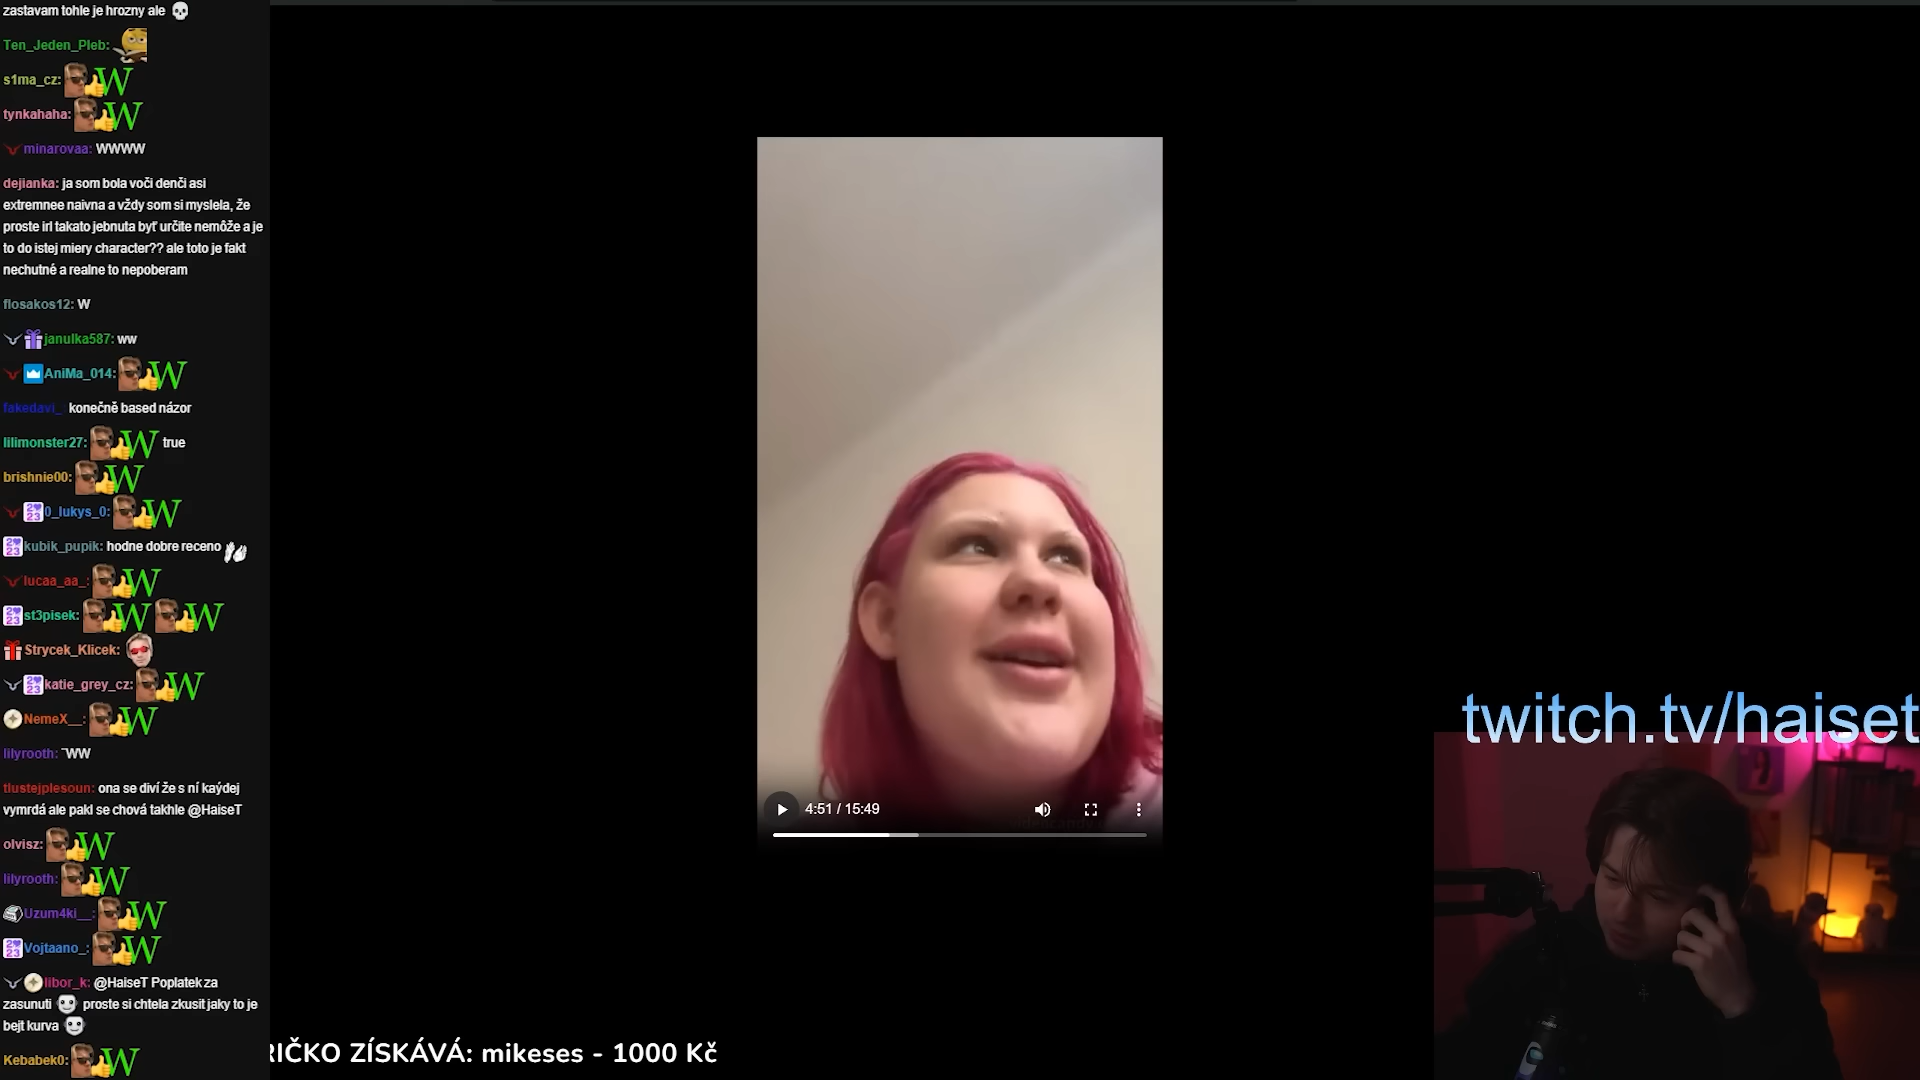 zastavam tohle je hrozny ale
Ten_Jeden_Pleb:
s1ma_cz: W
tynkahaha: W
minarovaa: WWWW
dejianka: ja som bola voči denči asi
extremnee naivna a vždy som si myslela, že
proste irl takato jebnuta byť určite nemôže a je
to do istej miery character?? ale toto je fakt
nechutné a realne to nepoberam
flosakos12: W
janulka587: ww
AniMa_014: W
fakedavi_ konečně based názor
lilimonster27: W true
brishnie00: W
0_lukys_0: W
kubik_pupik: hodne dobre receno
lucaa_aa_: W
st3pisek: W W
Strycek_Klicek:
katie_grey_cz: W
NemeX__: W
lilyrooth: ˇWW
tlustejplesoun: ona se diví že s ní kaýdej
vymrdá ale pakl se chová takhle @HaiseT
olvisz: W
lilyrooth: W
Uzum4ki__: W
Vojtaano_: W
libor_k: @HaiseT Poplatek za
zasunuti proste si chtela zkusit jaky to je
bejt kurva
Kebabek0: W
4:51 / 15:49
twitch.tv/haiset
RIČKO ZÍSKÁVÁ: mikeses - 1000 Kč